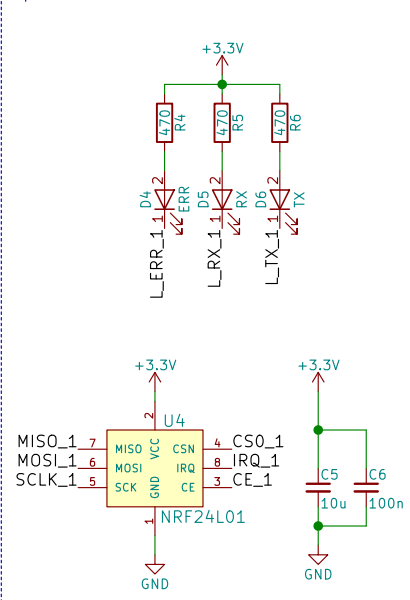 +3.3V
470 R4
470 R5
470 R6
D4 2 1 ERR
D5 2 1 RX
D6 2 1 TX
L_ERR_1
L_RX_1
L_TX_1
+3.3V
+3.3V
2
U4
MISO_1 7 MISO VCC CSN 4 CS0_1
MOSI_1 6 MOSI IRQ 8 IRQ_1
SCLK_1 5 SCK GND CE 3 CE_1
1
NRF24L01
GND
C5
10u
C6
100n
GND